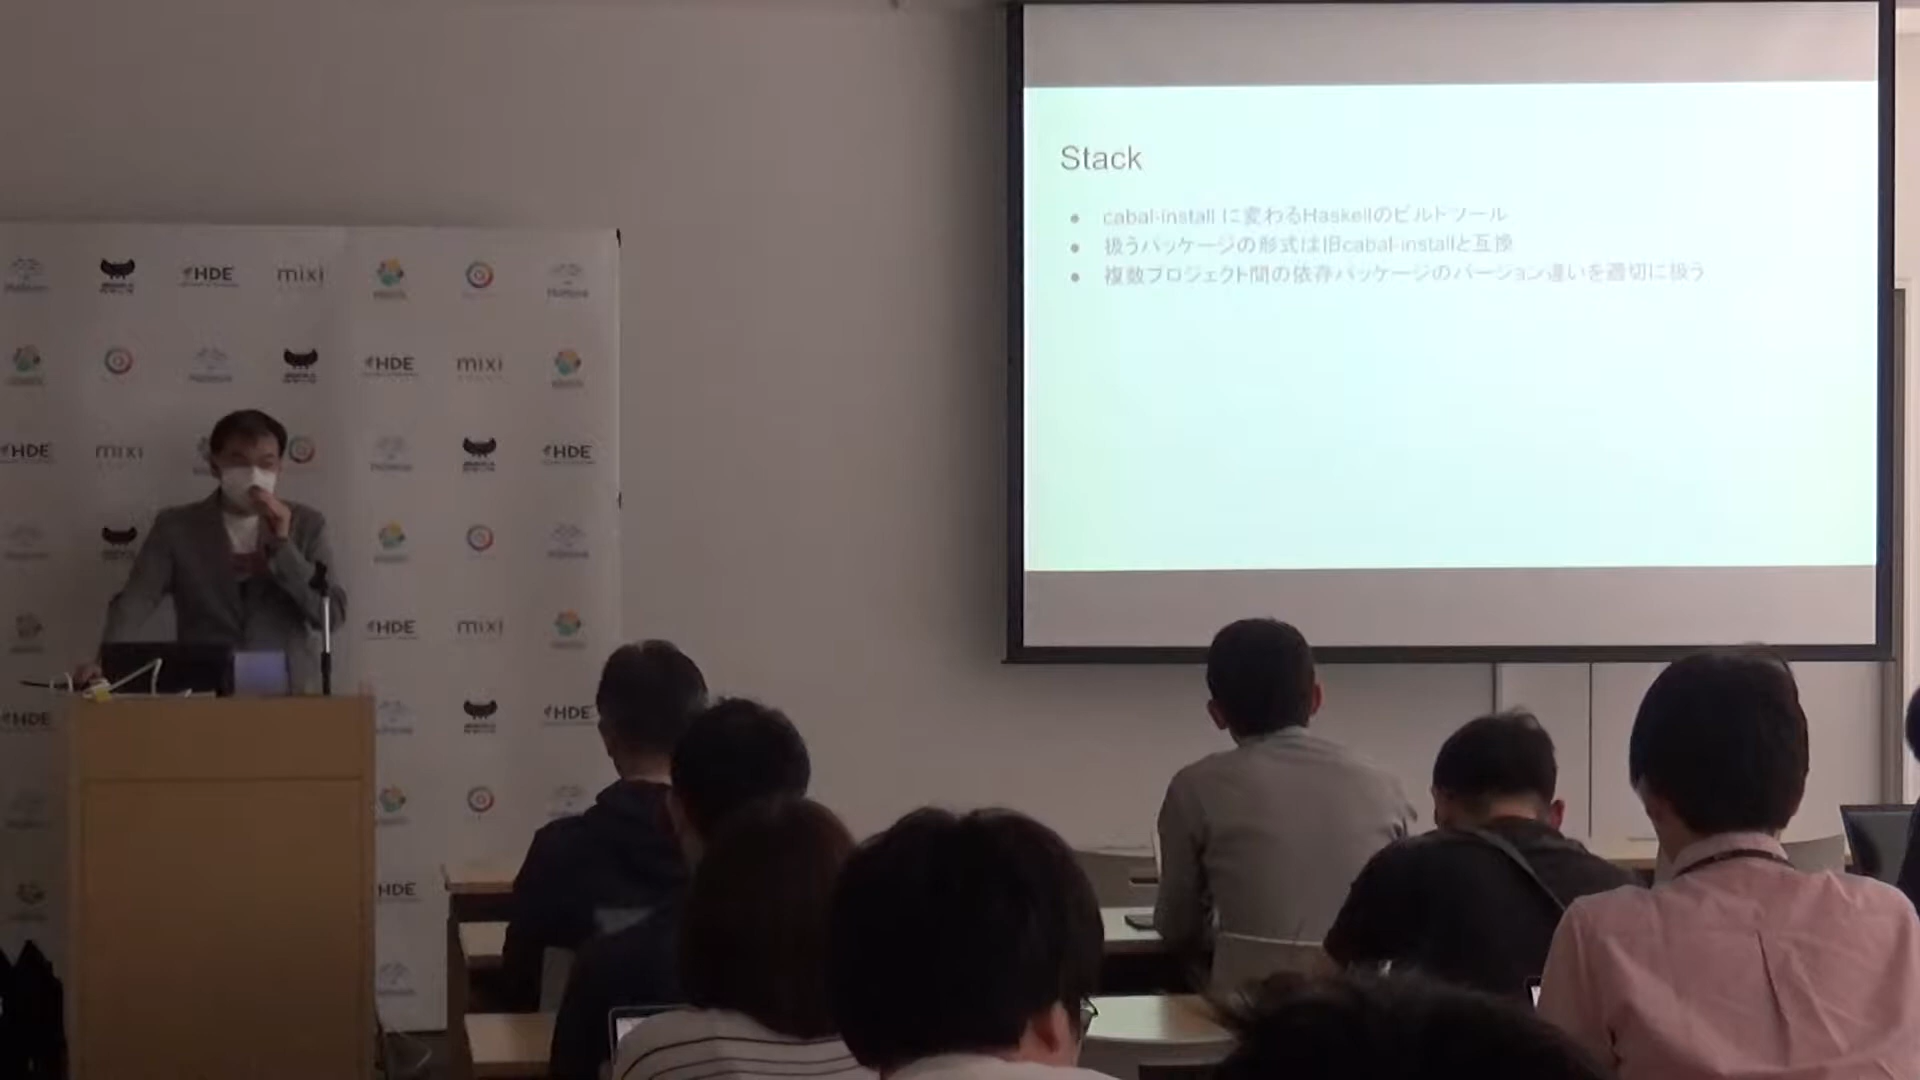 Stack
cabal-install に変わるHaskellのビルドツール
扱うパッケージの形式は旧cabal-installと互換
複数プロジェクト間の依存パッケージのバージョン違いを適切に扱う
HDE mixi
HDE mixi
HDE mixi HDE
HDE mixi
HDE HDE
HDE